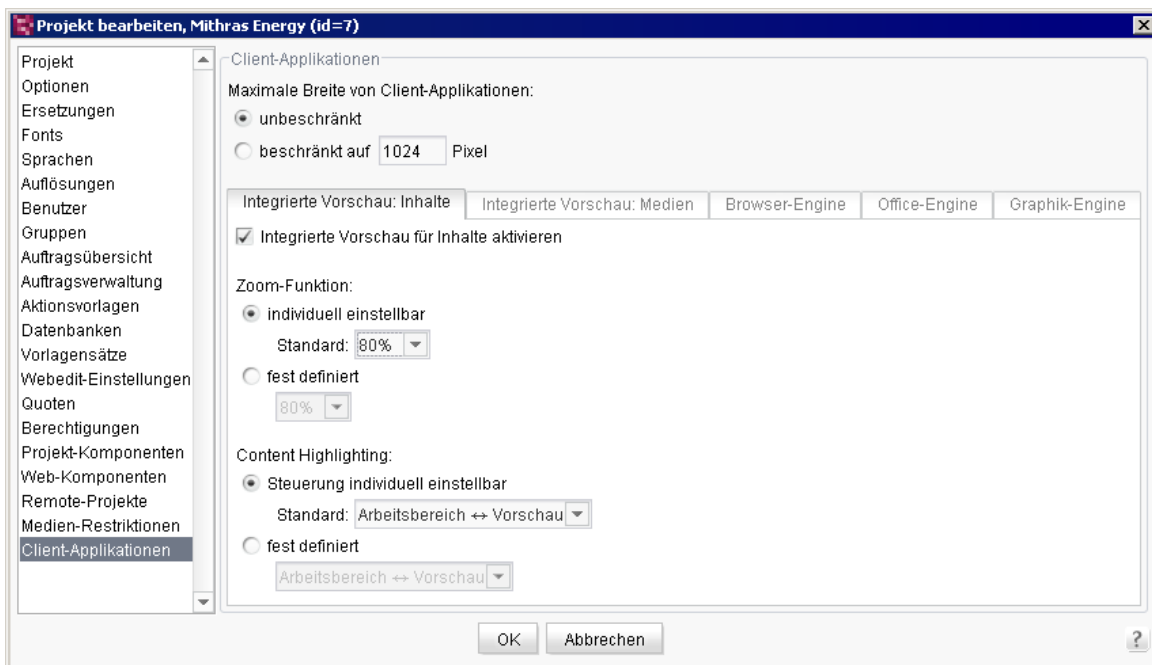 Projekt bearbeiten, Mithras Energy (id=7)
Projekt
Optionen
Ersetzungen
Fonts
Sprachen
Auflösungen
Benutzer
Gruppen
Auftragsübersicht
Auftragsverwaltung
Aktionsvorlagen
Datenbanken
Vorlagensätze
Webedit-Einstellungen
Quoten
Berechtigungen
Projekt-Komponenten
Web-Komponenten
Remote-Projekte
Medien-Restriktionen
Client-Applikationen
Client-Applikationen
Maximale Breite von Client-Applikationen:
unbeschränkt
beschränkt auf 1024 Pixel
Integrierte Vorschau: Inhalte Integrierte Vorschau: Medien Browser-Engine Office-Engine Graphik-Engine
Integrierte Vorschau für Inhalte aktivieren
Zoom-Funktion:
individuell einstellbar
Standard: 80%
fest definiert
80%
Content Highlighting:
Steuerung individuell einstellbar
Standard: Arbeitsbereich ↔ Vorschau
fest definiert
Arbeitsbereich ↔ Vorschau
OK Abbrechen ?